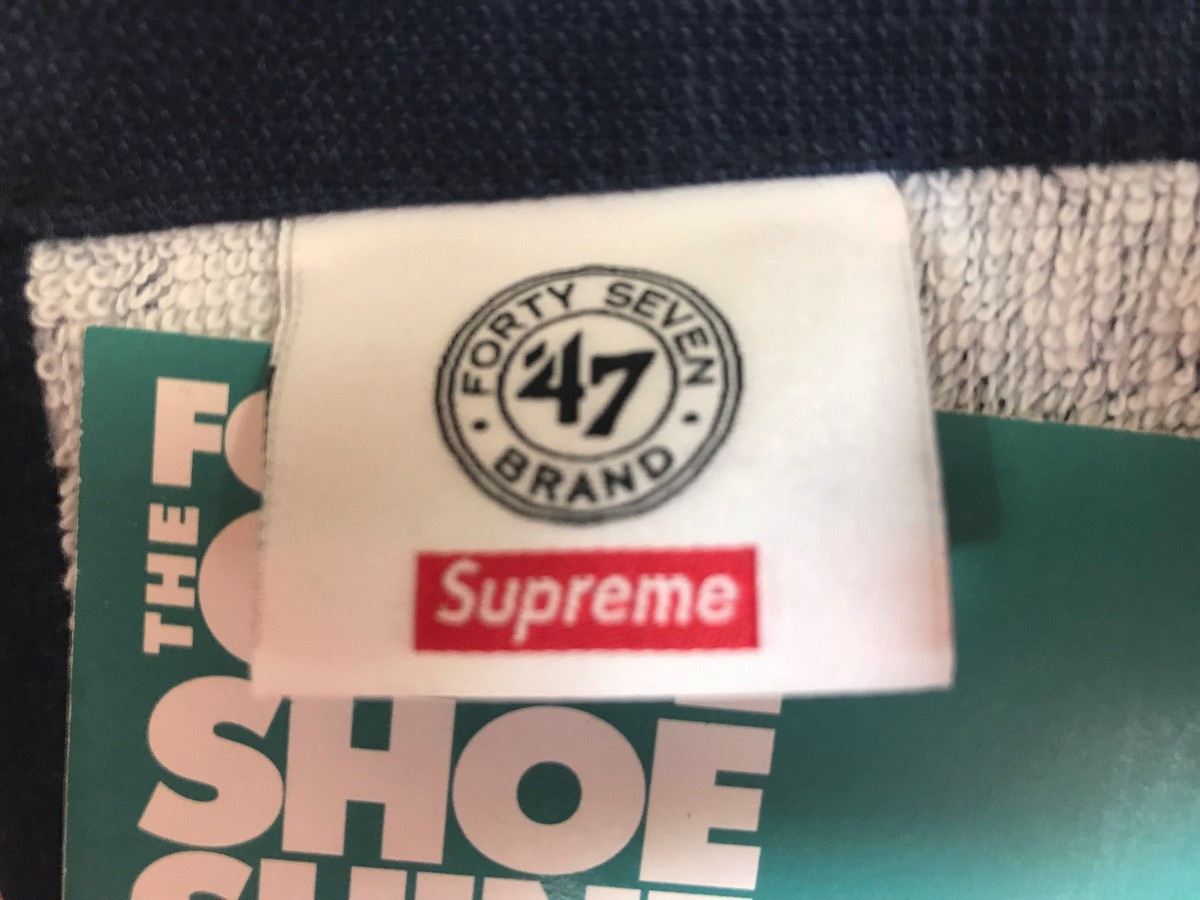 FORTY SEVEN
'47
BRAND
Supreme
THE
SHOE